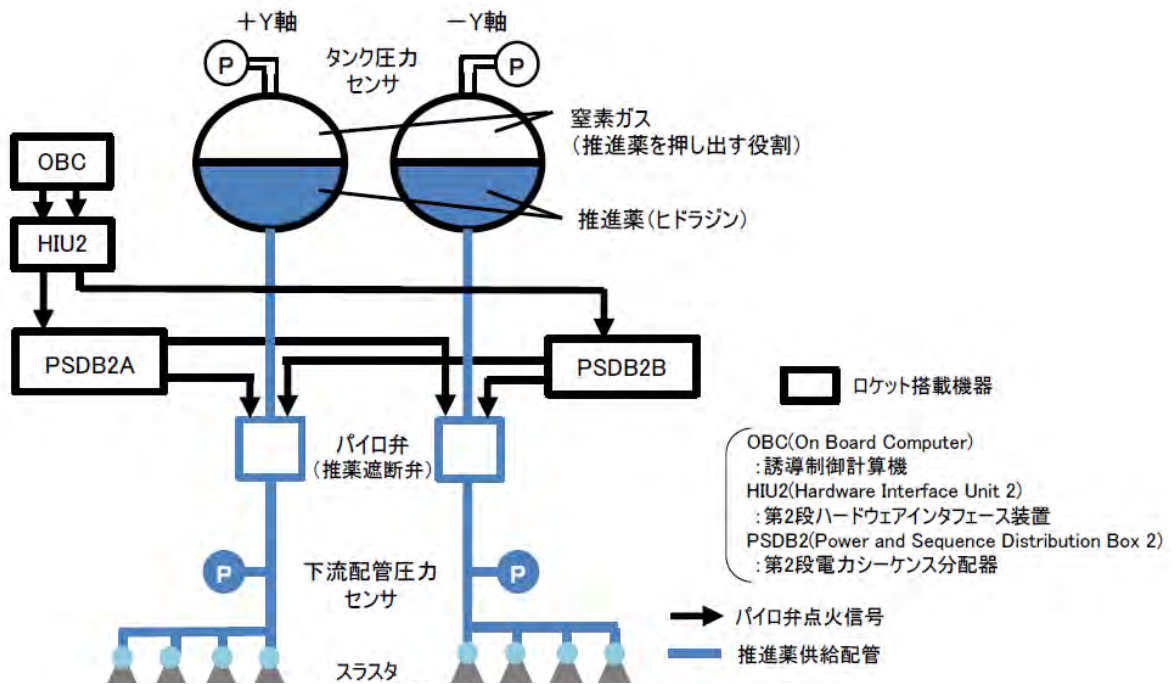 +Y軸
−Y軸
P
タンク圧力
センサ
P
窒素ガス
(推進薬を押し出す役割)
OBC
推進薬(ヒドラジン)
HIU2
PSDB2A
PSDB2B
ロケット搭載機器
パイロ弁
(推薬遮断弁)
OBC(On Board Computer)
:誘導制御計算機
HIU2(Hardware Interface Unit 2)
:第2段ハードウェアインタフェース装置
PSDB2(Power and Sequence Distribution Box 2)
:第2段電力シーケンス分配器
P
下流配管圧力
センサ
P
パイロ弁点火信号
推進薬供給配管
スラスタ